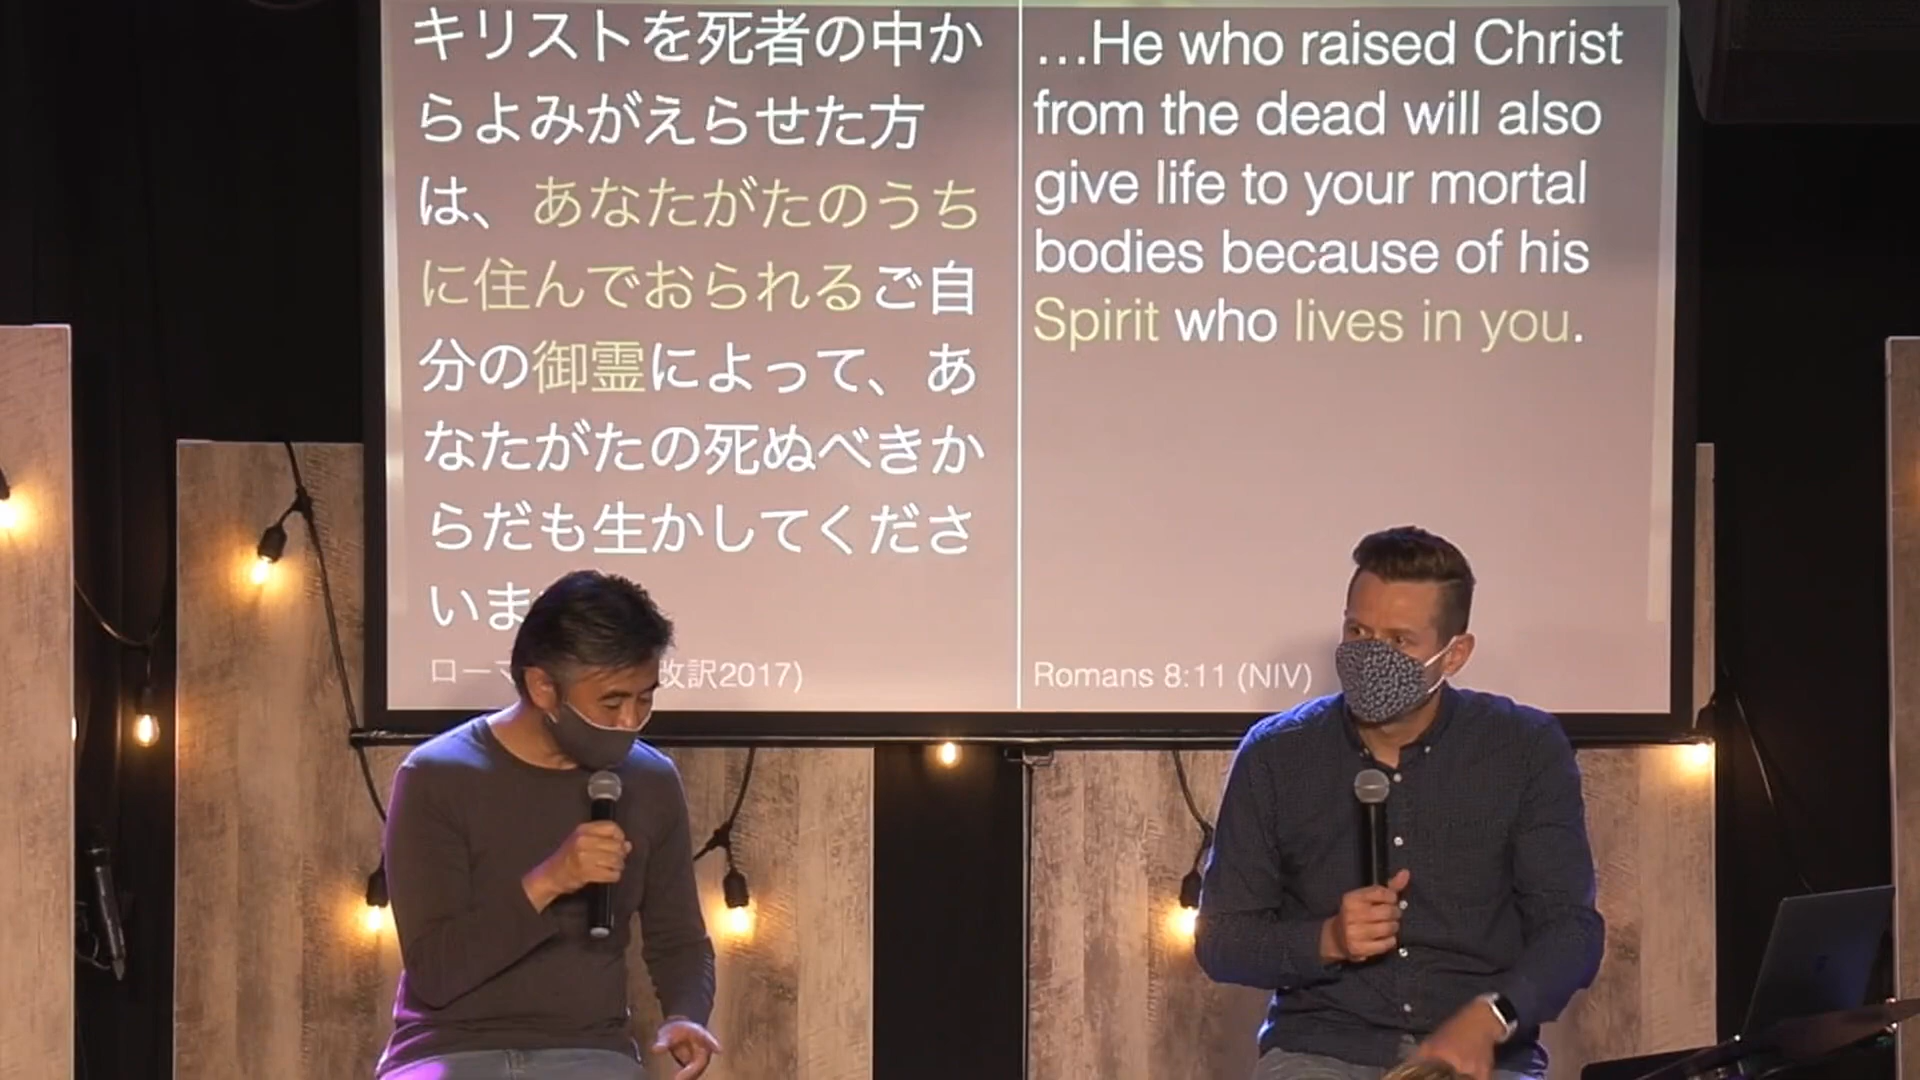 キリストを死者の中か
らよみがえらせた方
は、あなたがたのうち
に住んでおられるご自
分の御霊によって、あ
なたがたの死ぬべきか
らだも生かしてくださ
いま
ローマ 改訳2017)
…He who raised Christ
from the dead will also
give life to your mortal
bodies because of his
Spirit who lives in you.
Romans 8:11 (NIV)